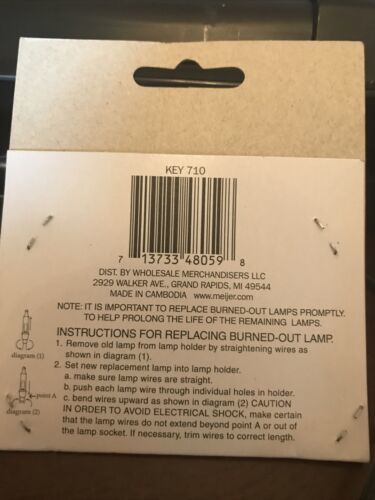 KEY 710
7 13733 48059 8
DIST. BY WHOLESALE MERCHANDISERS LLC
2929 WALKER AVE., GRAND RAPIDS, MI 49544
MADE IN CAMBODIA www.meijer.com
NOTE: IT IS IMPORTANT TO REPLACE BURNED-OUT LAMPS PROMPTLY.
TO HELP PROLONG THE LIFE OF THE REMAINING LAMPS.
INSTRUCTIONS FOR REPLACING BURNED-OUT LAMP.
1. Remove old lamp from lamp holder by straightening wires as
shown in diagram (1).
diagram (1)
2. Set new replacement lamp into lamp holder.
a. make sure lamp wires are straight.
b. push each lamp wire through individual holes in holder.
point A
c. bend wires upward as shown in diagram (2) CAUTION
diagram (2)
IN ORDER TO AVOID ELECTRICAL SHOCK, make certain
that the lamp wires do not extend beyond point A or out of
the lamp socket. If necessary, trim wires to correct length.